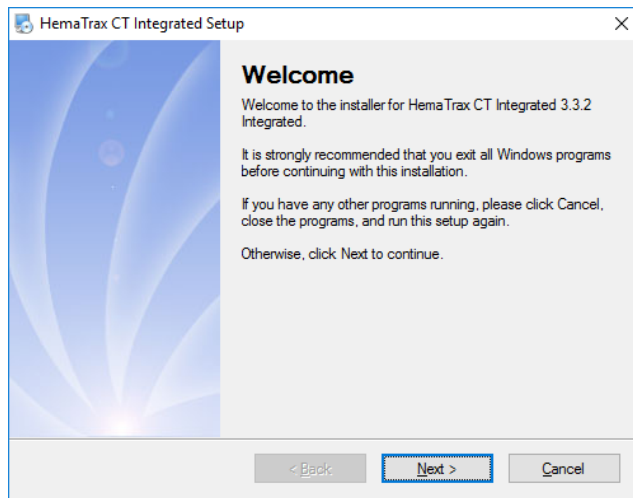 HemaTrax CT Integrated Setup
Welcome
Welcome to the installer for HemaTrax CT Integrated 3.3.2
Integrated.
It is strongly recommended that you exit all Windows programs
before continuing with this installation.
If you have any other programs running, please click Cancel,
close the programs, and run this setup again.
Otherwise, click Next to continue.
< Back
Next >
Cancel